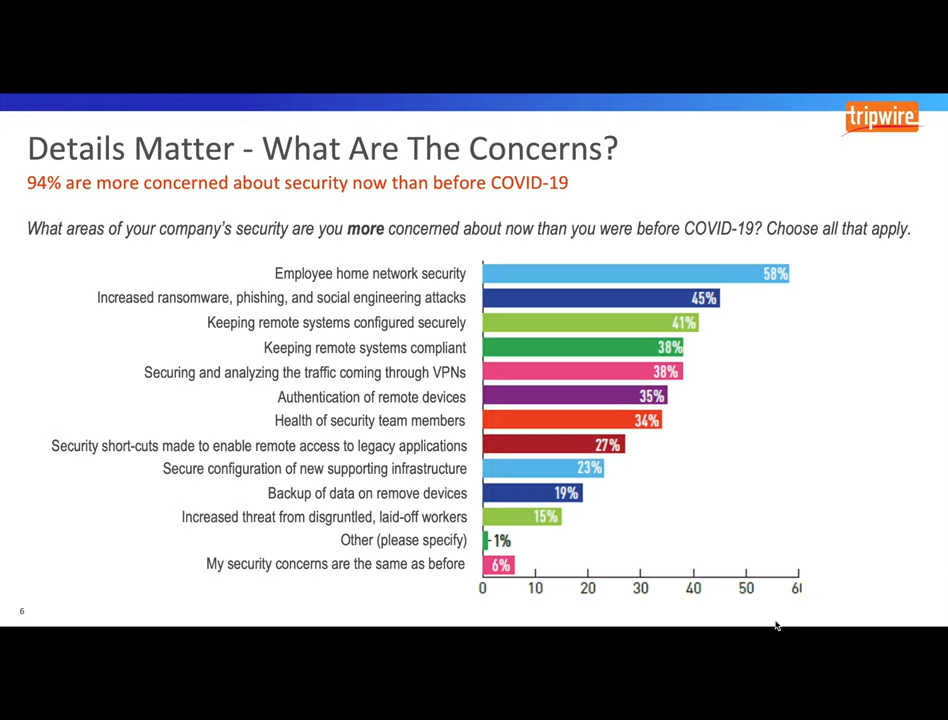 tripwire
Details Matter - What Are The Concerns?
94% are more concerned about security now than before COVID-19
What areas of your company's security are you more concerned about now than you were before COVID-19? Choose all that apply.
Employee home network security 58%
Increased ransomware, phishing, and social engineering attacks 45%
Keeping remote systems configured securely 41%
Keeping remote systems compliant 38%
Securing and analyzing the traffic coming through VPNs 38%
Authentication of remote devices 35%
Health of security team members 34%
Security short-cuts made to enable remote access to legacy applications 27%
Secure configuration of new supporting infrastructure 23%
Backup of data on remove devices 19%
Increased threat from disgruntled, laid-off workers 15%
Other (please specify) 1%
My security concerns are the same as before 6%
0 10 20 30 40 50 60
6